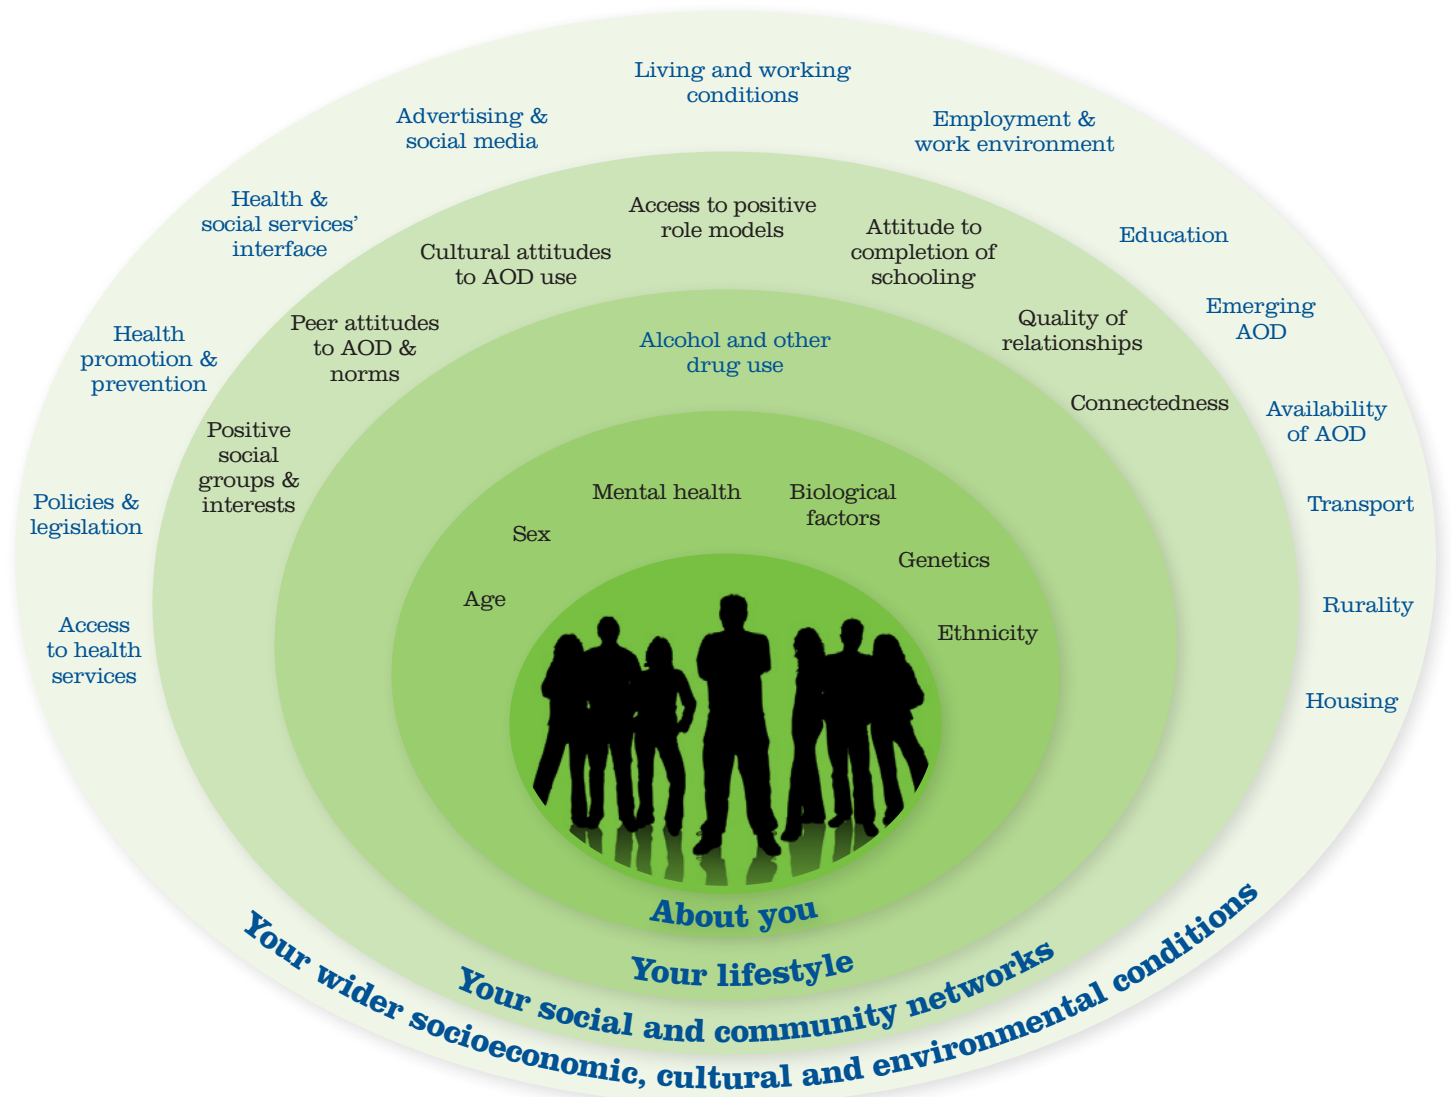 Living and working
conditions
Advertising &
social media
Employment &
work environment
Health &
social services’
interface
Education
Health
promotion &
prevention
Emerging
AOD
Availability
of AOD
Policies &
legislation
Transport
Access
to health
services
Rurality
Housing
Access to positive
role models
Cultural attitudes
to AOD use
Attitude to
completion of
schooling
Peer attitudes
to AOD &
norms
Quality of
relationships
Positive
social
groups &
interests
Connectedness
Alcohol and other
drug use
Mental health
Biological
factors
Sex
Genetics
Age
Ethnicity
About you
Your lifestyle
Your social and community networks
Your wider socioeconomic, cultural and environmental conditions